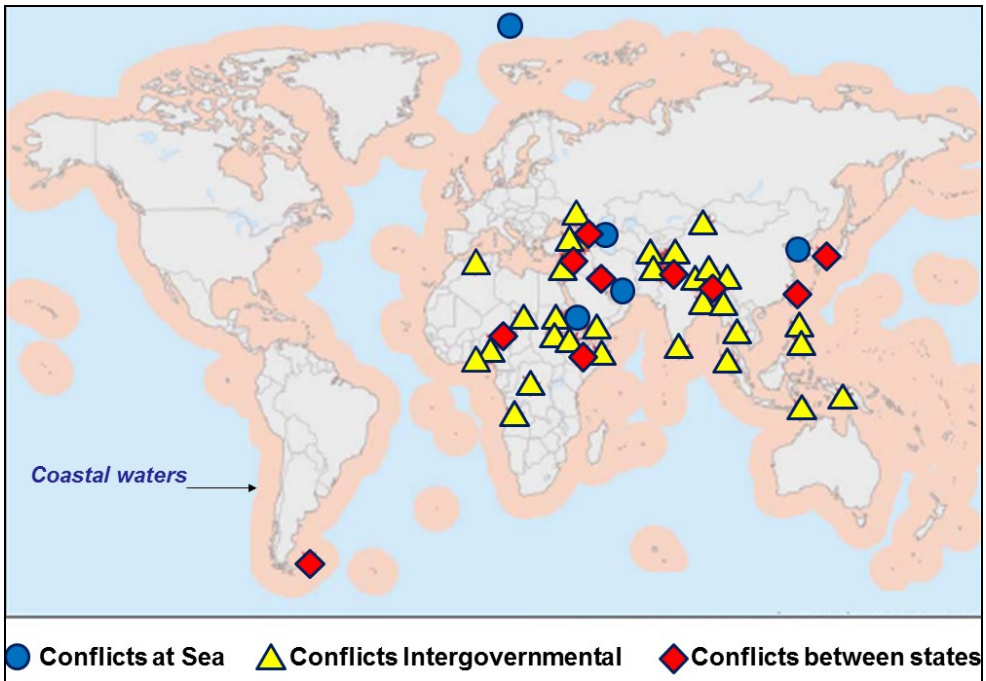 Coastal waters
Conflicts at Sea
Conflicts Intergovernmental
Conflicts between states